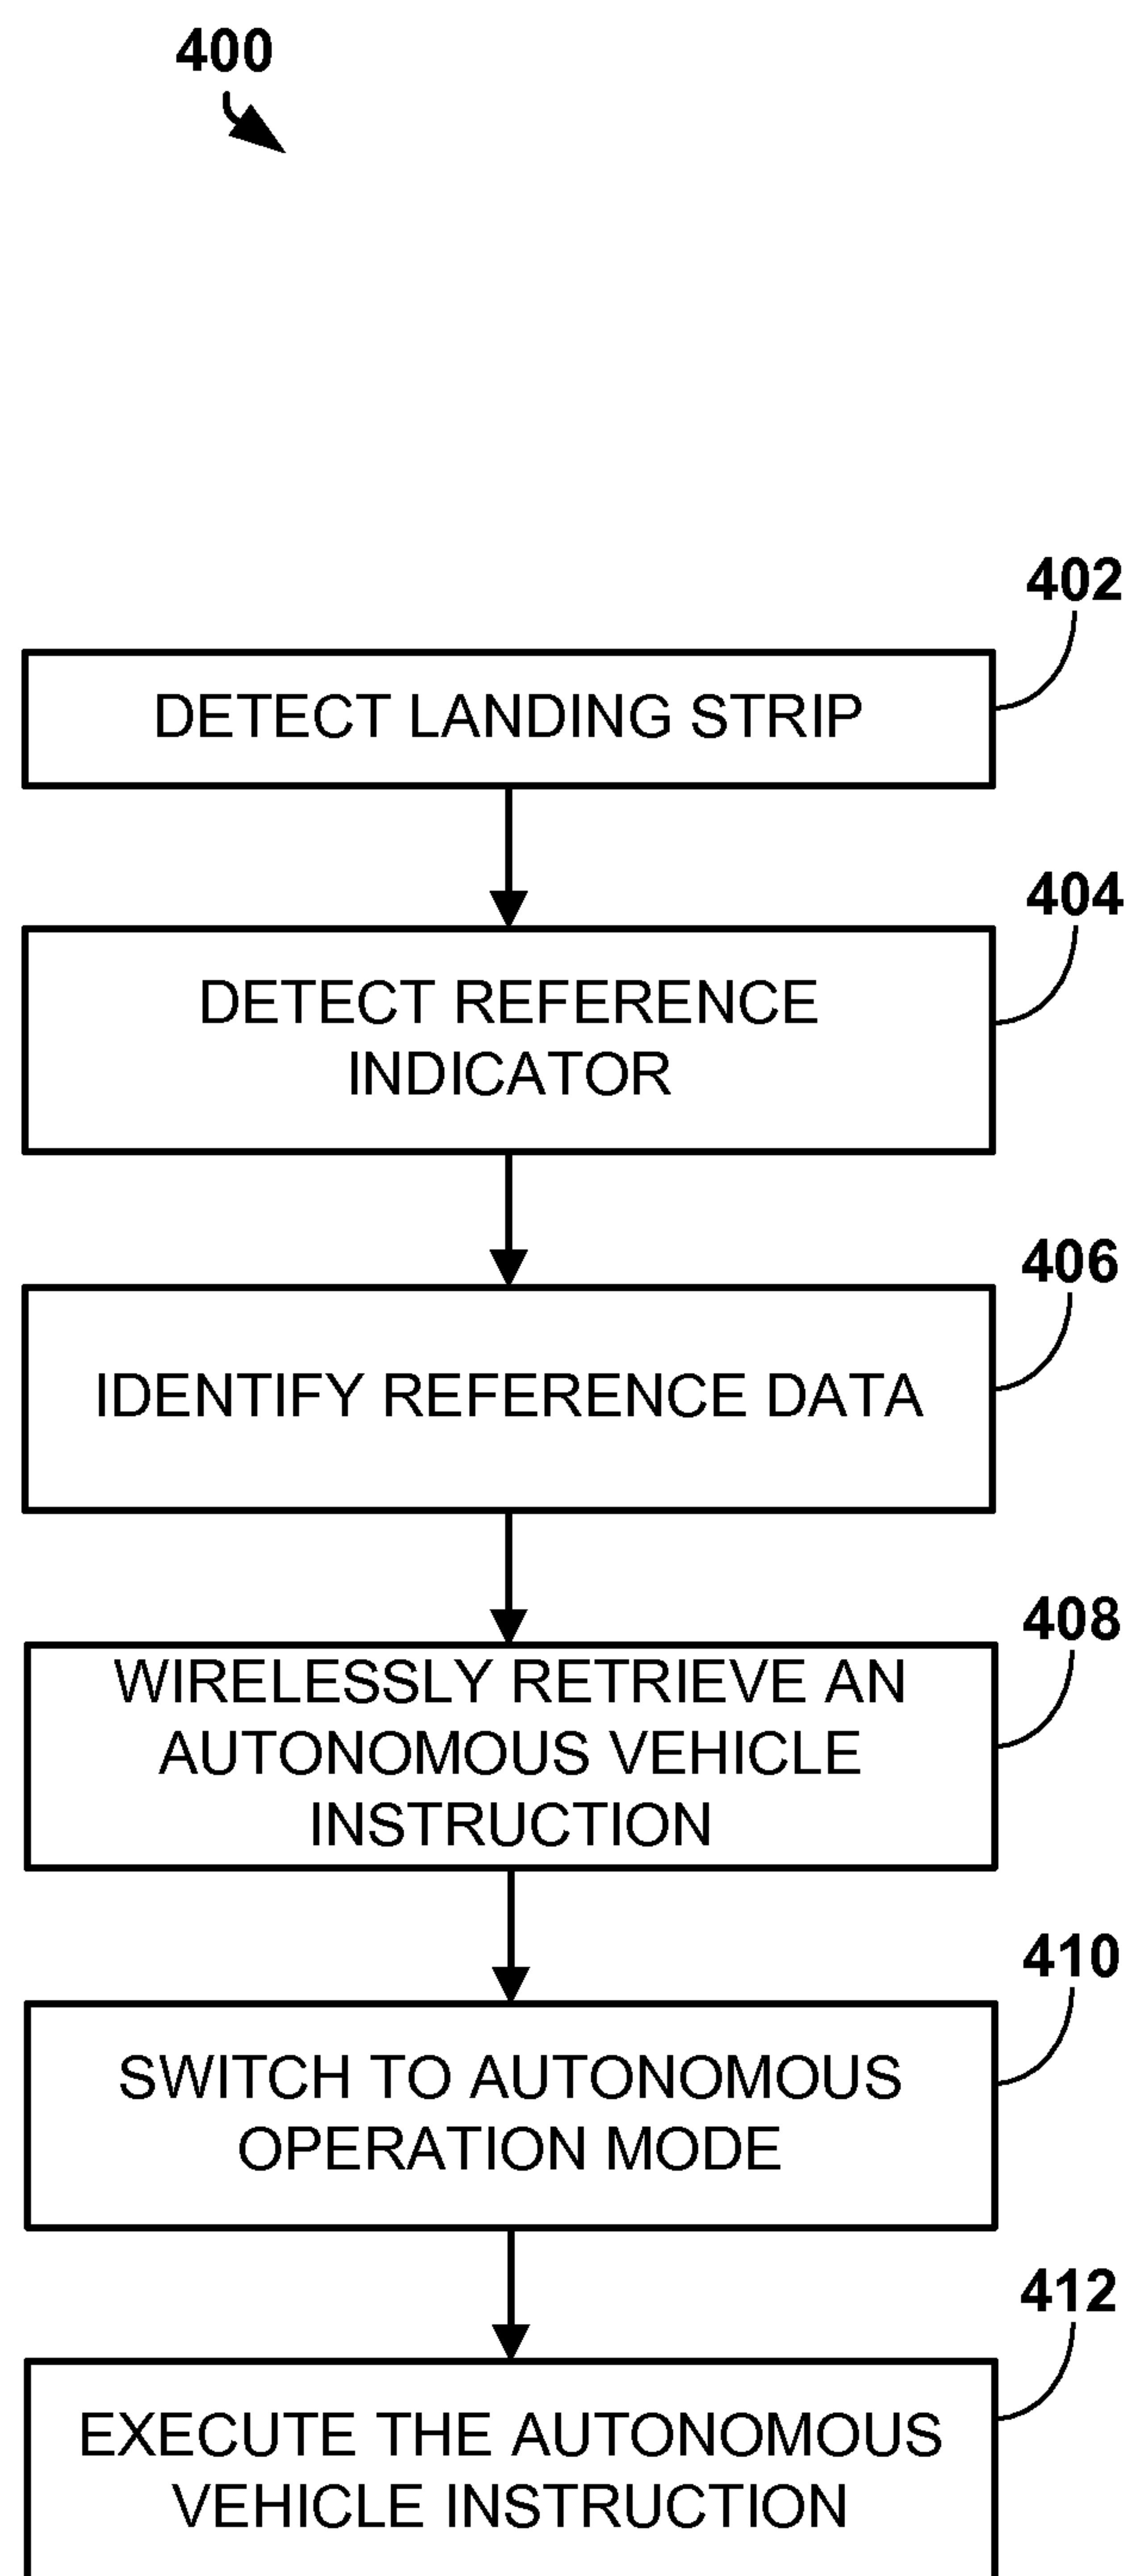 400
402
DETECT LANDING STRIP
404
DETECT REFERENCE
INDICATOR
406
IDENTIFY REFERENCE DATA
408
WIRELESSLY RETRIEVE AN
AUTONOMOUS VEHICLE
INSTRUCTION
410
SWITCH TO AUTONOMOUS
OPERATION MODE
412
EXECUTE THE AUTONOMOUS
VEHICLE INSTRUCTION